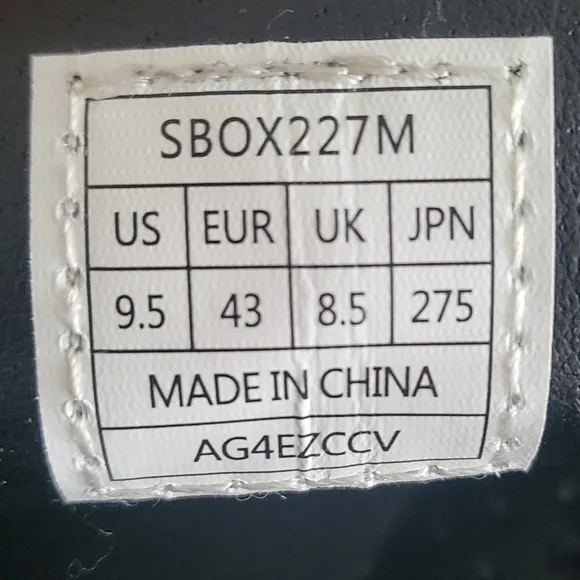 SBOX227M
US EUR UK JPN
9.5 43 8.5 275
MADE IN CHINA
AG4EZCCV